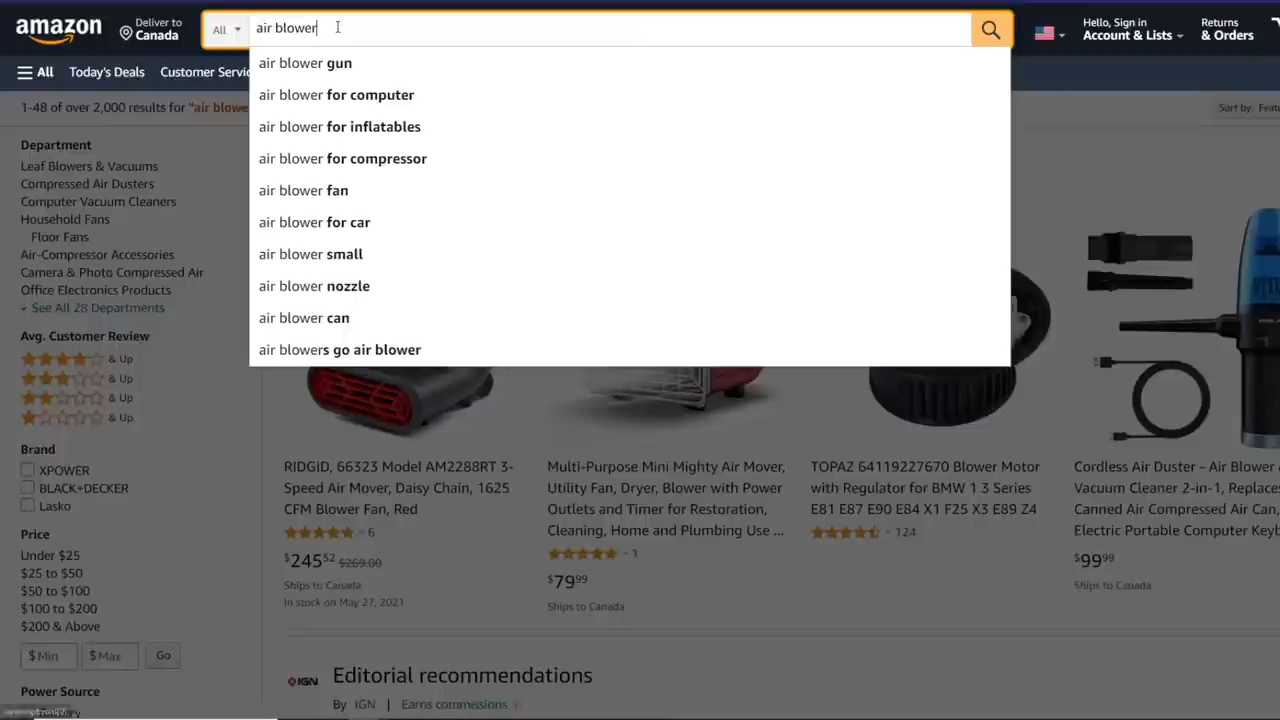 amazon
Deliver to
Canada
All
air blower
Hello, Sign in
Account & Lists
Returns
& Orders
All
Today's Deals
Customer Servic
air blower gun
air blower for computer
air blower for inflatables
air blower for compressor
air blower fan
air blower for car
air blower small
air blower nozzle
air blower can
air blowers go air blower
1-48 of over 2,000 results for "air blowe
Sort by: Featu
Department
Leaf Blowers & Vacuums
Compressed Air Dusters
Computer Vacuum Cleaners
Household Fans
Floor Fans
Air-Compressor Accessories
Camera & Photo Compressed Air
Office Electronics Products
See All 28 Departments
Avg. Customer Review
& Up
& Up
& Up
& Up
Brand
XPOWER
BLACK+DECKER
Lasko
Price
Under $25
$25 to $50
$50 to $100
$100 to $200
$200 & Above
$ Min
$ Max
Go
Power Source
RIDGID, 66323 Model AM2288RT 3-
Speed Air Mover, Daisy Chain, 1625
CFM Blower Fan, Red
6
$245.52 $269.00
Ships to Canada
In stock on May 27, 2021
Multi-Purpose Mini Mighty Air Mover,
Utility Fan, Dryer, Blower with Power
Outlets and Timer for Restoration,
Cleaning, Home and Plumbing Use ...
1
$79.99
Ships to Canada
TOPAZ 64119227670 Blower Motor
with Regulator for BMW 1 3 Series
E81 E87 E90 E84 X1 F25 X3 E89 Z4
124
Cordless Air Duster - Air Blower &
Vacuum Cleaner 2-in-1, Replaces
Canned Air Compressed Air Can,
Electric Portable Computer Keyb
$99.99
Ships to Canada
IGN
Editorial recommendations
By IGN | Earns commissions